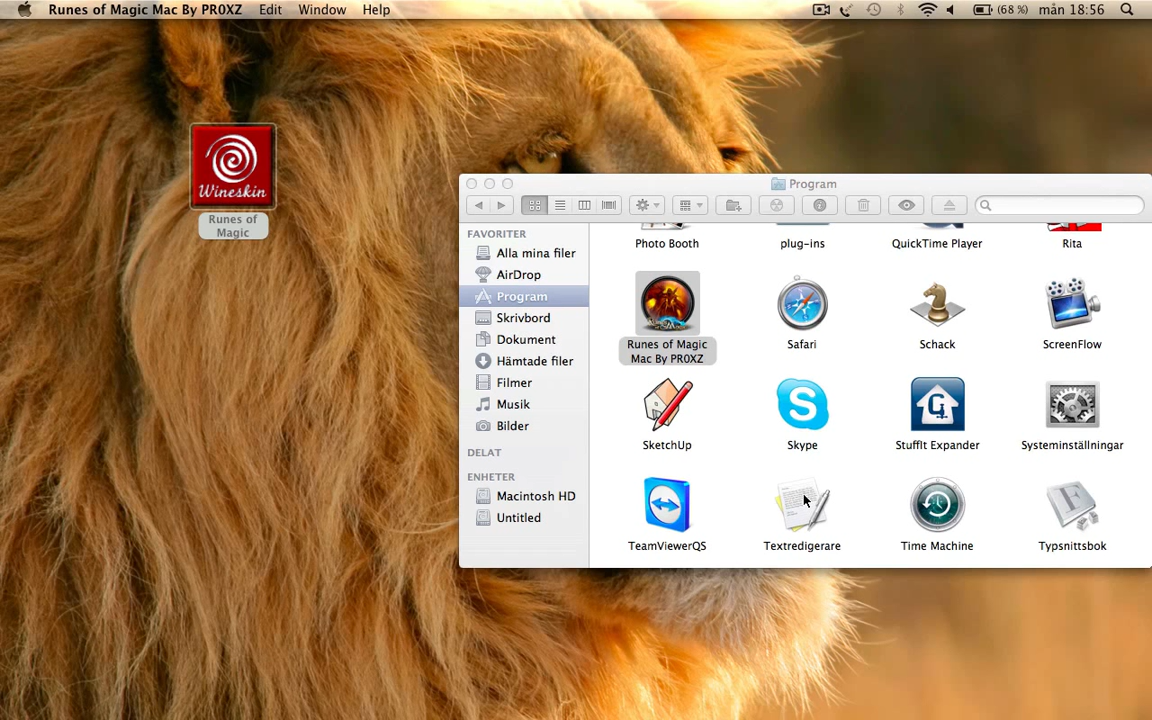 Runes of Magic Mac By PR0XZ Edit Window Help (68 %) mån 18:56
Wineskin
Runes of
Magic
Program
FAVORITER
Alla mina filer
AirDrop
Program
Skrivbord
Dokument
Hämtade filer
Filmer
Musik
Bilder
DELAT
ENHETER
Macintosh HD
Untitled
Photo Booth plug-ins QuickTime Player Rita
Runes of Magic
Mac By PR0XZ
Safari Schack ScreenFlow
SketchUp Skype StuffIt Expander Systeminställningar
TeamViewerQS Textredigerare Time Machine Typsnittsbok